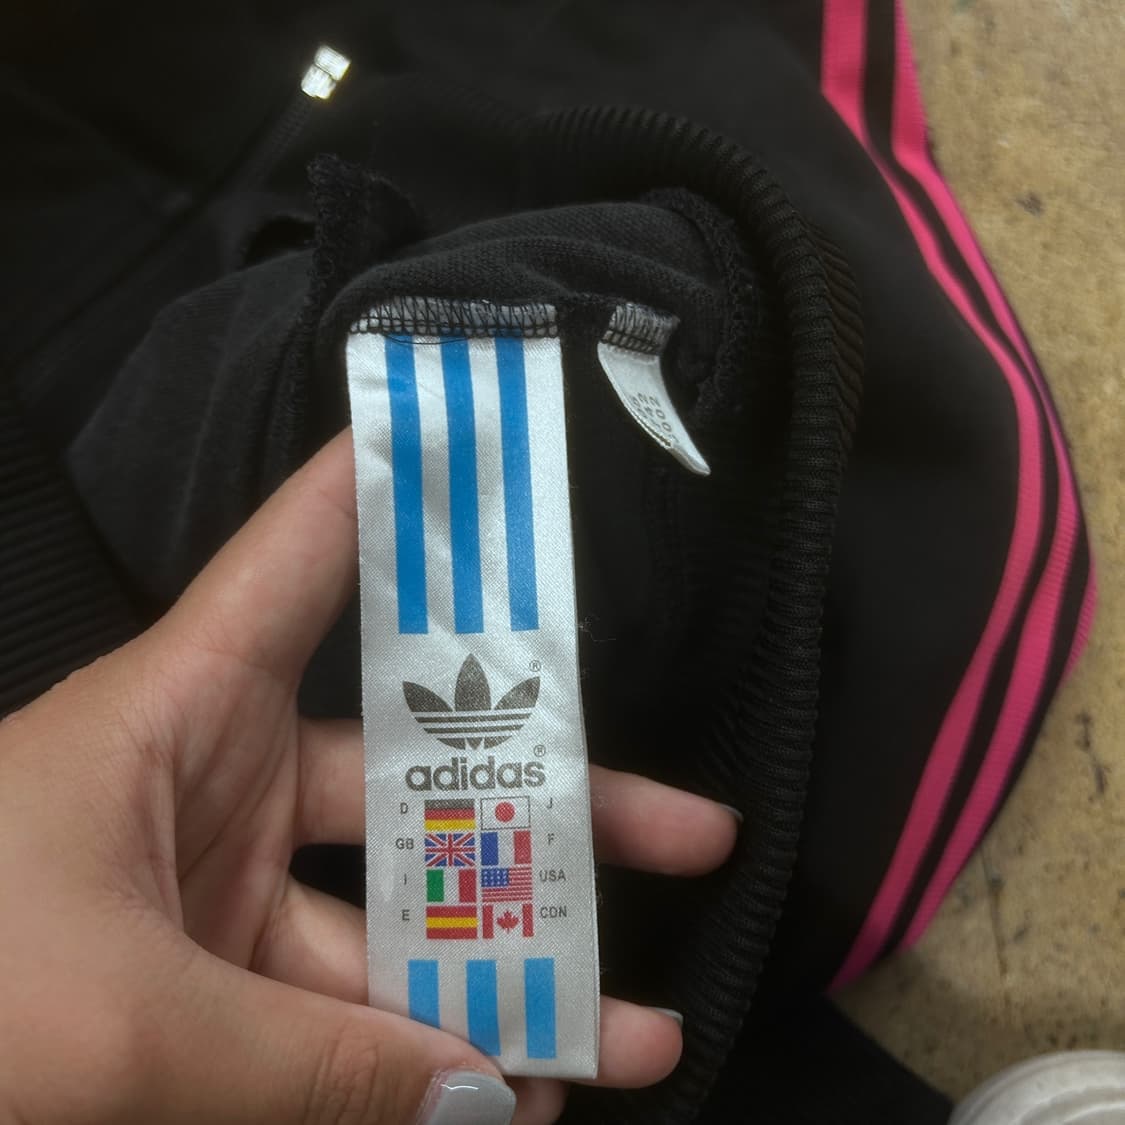 ®
®
adidas
D J
GB F
I USA
E CDN